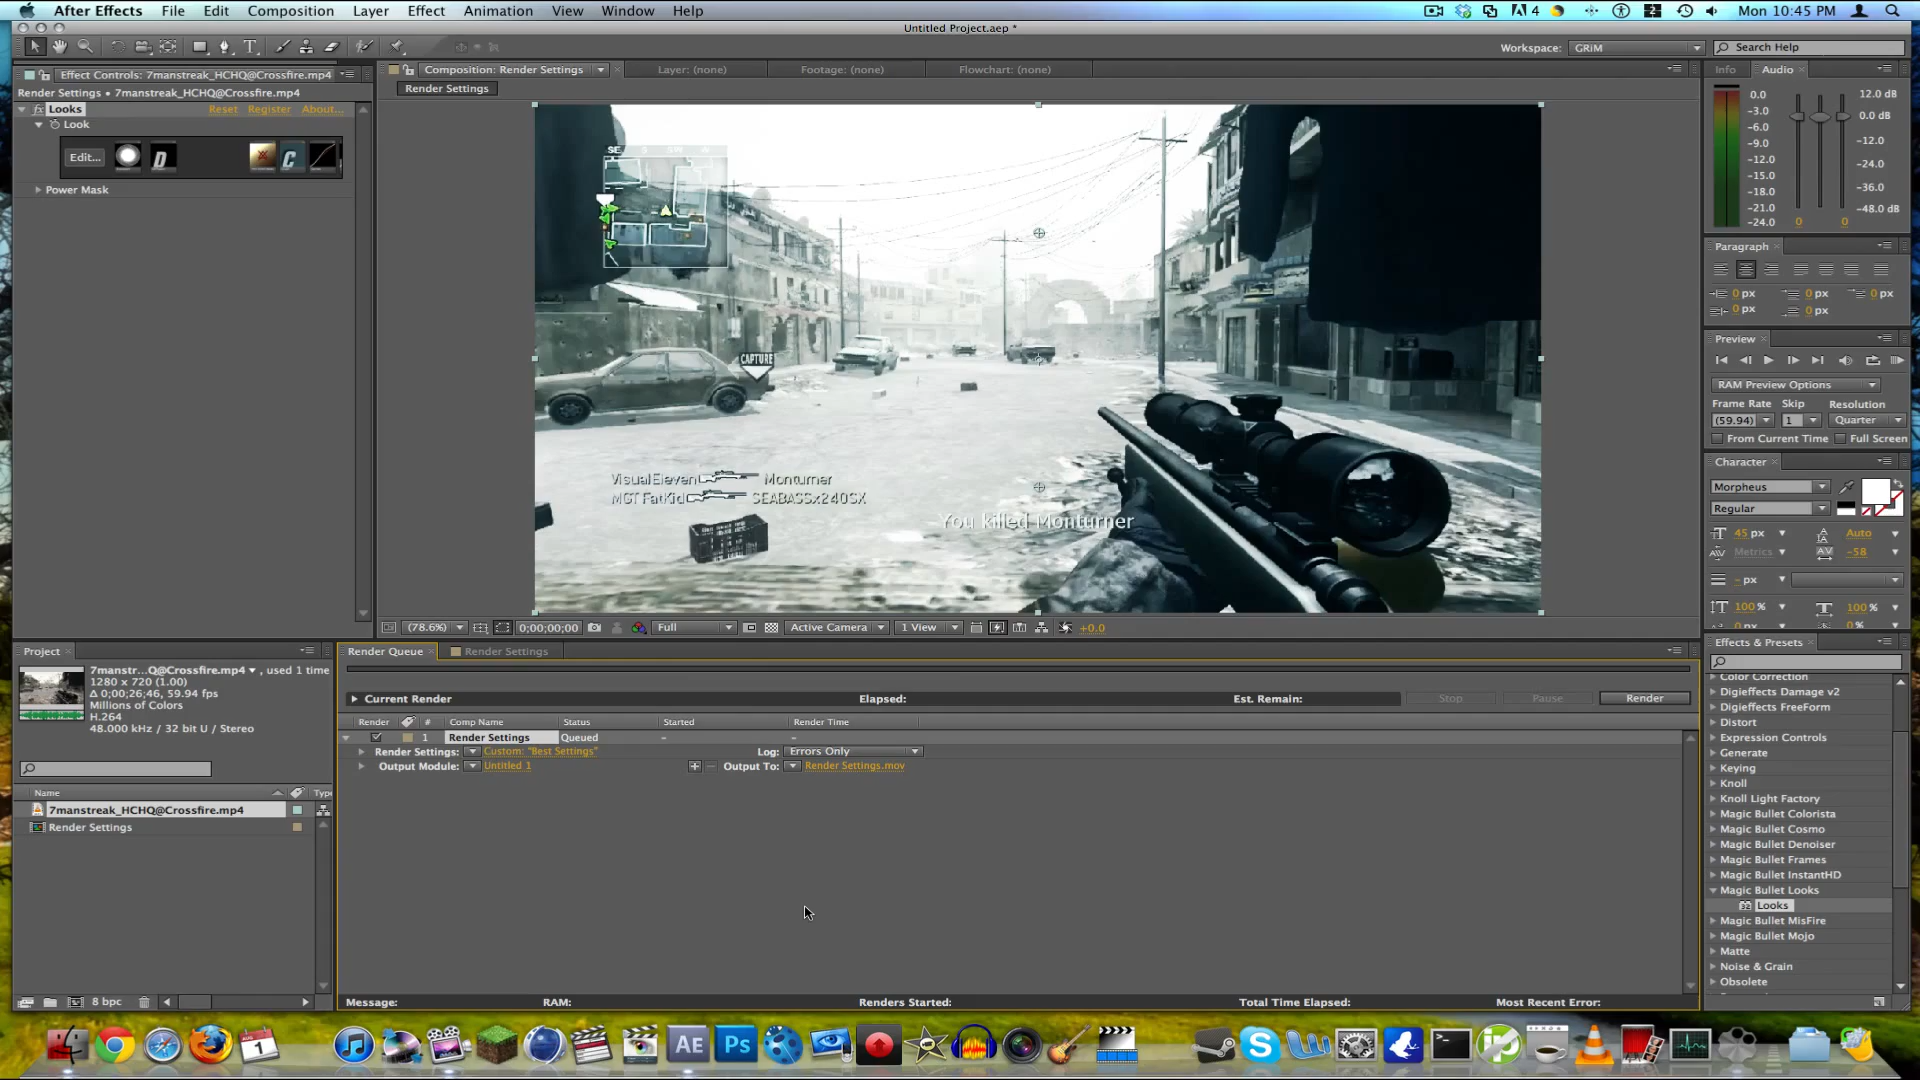 After Effects File Edit Composition Layer Effect Animation View Window Help
4 2 Mon 10:45 PM
Untitled Project.aep *
Workspace: GRiM Search Help
Effect Controls: 7manstreak_HCHQ@Crossfire.mp4
Render Settings • 7manstreak_HCHQ@Crossfire.mp4
fx Looks Reset Register About...
Look
Edit... D C
Power Mask
Composition: Render Settings Layer: (none) Footage: (none) Flowchart: (none)
Render Settings
SE S SW
CAPTURE
VisualEleven Monturner
MGT FatKid SEABASSx240SX
You killed Monturner
(78.6%) 0;00;00;00 Full Active Camera 1 View +0.0
Info Audio
0.0 12.0 dB
-3.0 0.0 dB
-6.0
-9.0 -12.0
-12.0 -24.0
-15.0
-18.0 -36.0
-21.0 -48.0 dB
-24.0 0 0
Paragraph
0 px 0 px 0 px
0 px 0 px
Preview
RAM Preview Options
Frame Rate Skip Resolution
(59.94) 1 Quarter
From Current Time Full Screen
Character
Morpheus
Regular
45 px Auto
Metrics -58
- px
100 % 100 %
0 px 0 %
Effects & Presets
Color Correction
Digieffects Damage v2
Digieffects FreeForm
Distort
Expression Controls
Generate
Keying
Knoll
Knoll Light Factory
Magic Bullet Colorista
Magic Bullet Cosmo
Magic Bullet Denoiser
Magic Bullet Frames
Magic Bullet InstantHD
Magic Bullet Looks
32 Looks
Magic Bullet MisFire
Magic Bullet Mojo
Matte
Noise & Grain
Obsolete
Project
7manstr...Q@Crossfire.mp4 , used 1 time
1280 x 720 (1.00)
Δ 0;00;26;46, 59.94 fps
Millions of Colors
H.264
48.000 kHz / 32 bit U / Stereo
Name Type
7manstreak_HCHQ@Crossfire.mp4
Render Settings
8 bpc
Render Queue Render Settings
Current Render Elapsed: Est. Remain: Stop Pause Render
Render # Comp Name Status Started Render Time
1 Render Settings Queued – –
Render Settings: Custom: "Best Settings" Log: Errors Only
Output Module: Untitled 1 Output To: Render Settings.mov
Message: RAM: Renders Started: Total Time Elapsed: Most Recent Error:
AUG 1 AE Ps S W